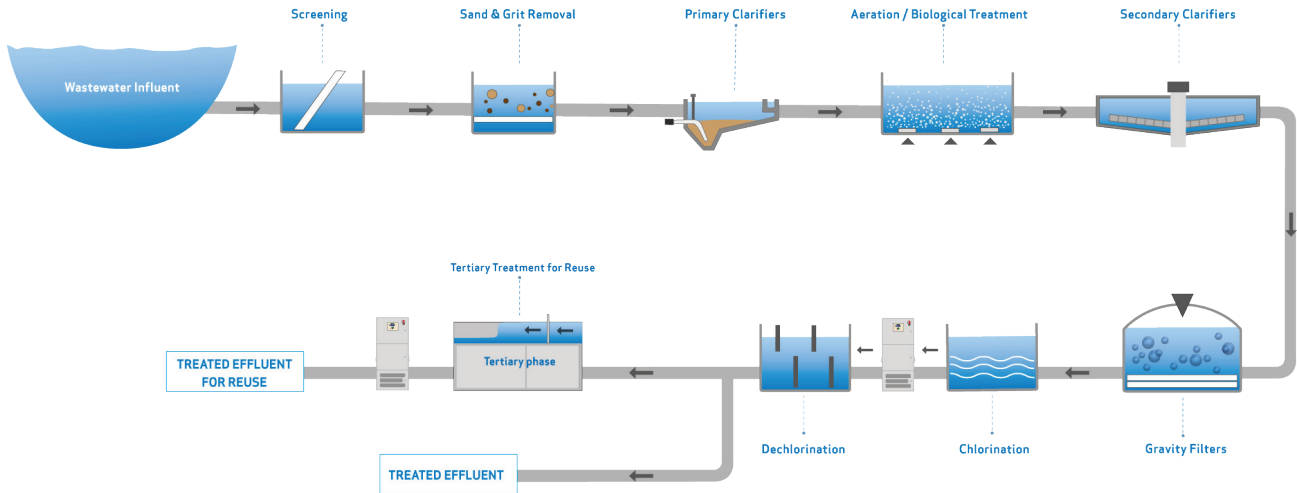 Screening
Sand & Grit Removal
Primary Clarifiers
Aeration / Biological Treatment
Secondary Clarifiers
Wastewater Influent
Tertiary Treatment for Reuse
Tertiary phase
TREATED EFFLUENT
FOR REUSE
Dechlorination
Chlorination
Gravity Filters
TREATED EFFLUENT